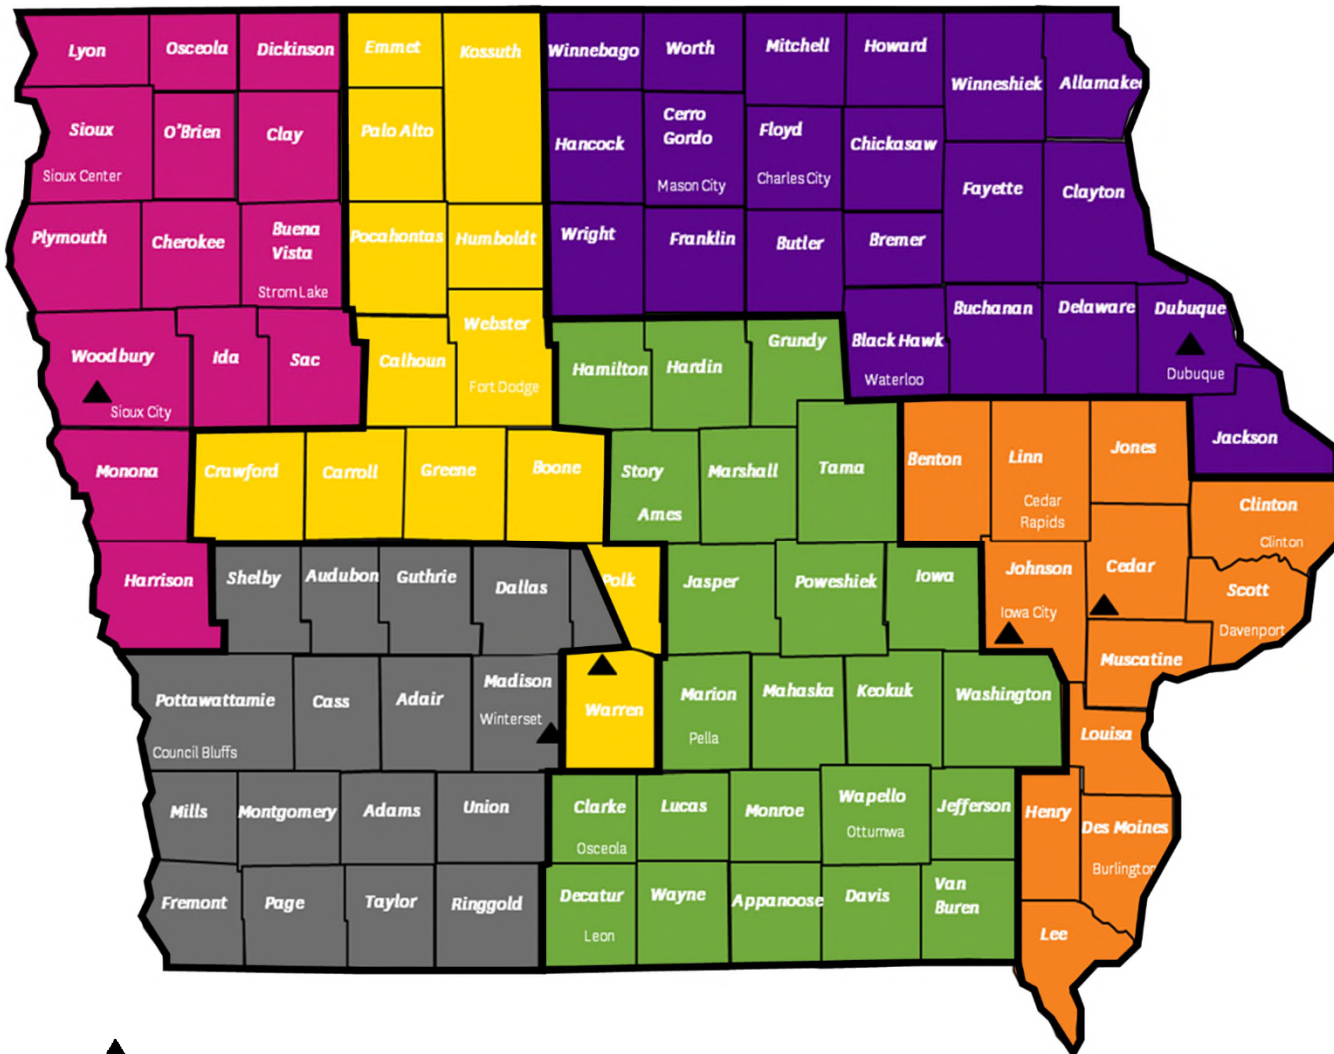 Lyon
Osceola
Dickinson
Emmet
Kossuth
Winnebago
Worth
Mitchell
Howard
Winneshiek
Allamakee
Sioux
Sioux Center
O'Brien
Clay
Palo Alto
Hancock
Cerro
Gordo
Mason City
Floyd
Charles City
Chickasaw
Fayette
Clayton
Plymouth
Cherokee
Buena
Vista
Strom Lake
Pocahontas
Humboldt
Wright
Franklin
Butler
Bremer
Woodbury
Sioux City
Ida
Sac
Calhoun
Webster
Fort Dodge
Hamilton
Hardin
Grundy
Black Hawk
Waterloo
Buchanan
Delaware
Dubuque
Dubuque
Jackson
Monona
Crawford
Carroll
Greene
Boone
Story
Ames
Marshall
Tama
Benton
Linn
Cedar
Rapids
Jones
Clinton
Clinton
Harrison
Shelby
Audubon
Guthrie
Dallas
Polk
Jasper
Poweshiek
Iowa
Johnson
Iowa City
Cedar
Scott
Davenport
Muscatine
Pottawattamie
Council Bluffs
Cass
Adair
Madison
Winterset
Warren
Marion
Pella
Mahaska
Keokuk
Washington
Louisa
Mills
Montgomery
Adams
Union
Clarke
Osceola
Lucas
Monroe
Wapello
Ottumwa
Jefferson
Henry
Des Moines
Burlington
Fremont
Page
Taylor
Ringgold
Decatur
Leon
Wayne
Appanoose
Davis
Van
Buren
Lee